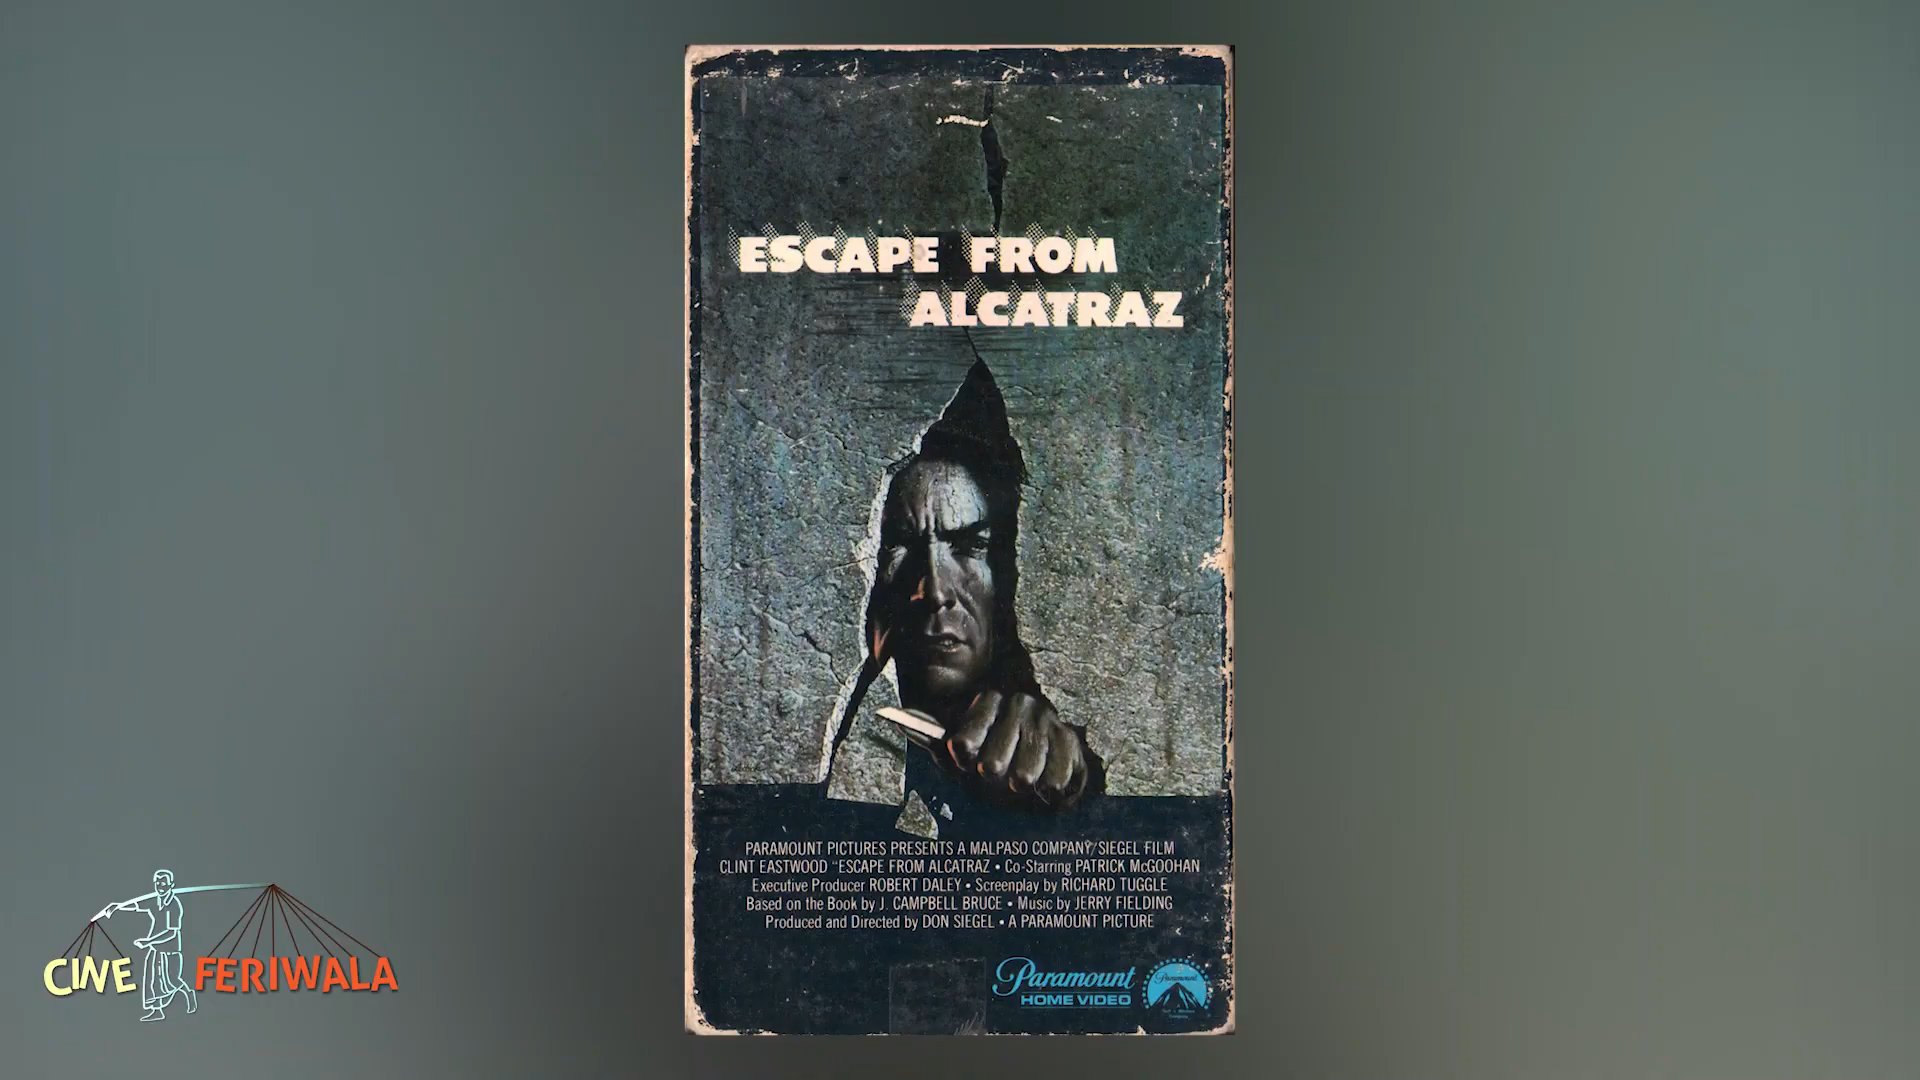 ESCAPE FROM
ALCATRAZ
PARAMOUNT PICTURES PRESENTS A MALPASO COMPANY/SIEGEL FILM
CLINT EASTWOOD "ESCAPE FROM ALCATRAZ • Co-Starring PATRICK McGOOHAN
Executive Producer ROBERT DALEY • Screenplay by RICHARD TUGGLE
Based on the Book by J. CAMPBELL BRUCE • Music by JERRY FIELDING
Produced and Directed by DON SIEGEL • A PARAMOUNT PICTURE
Paramount
HOME VIDEO
Paramount
CINE FERIWALA